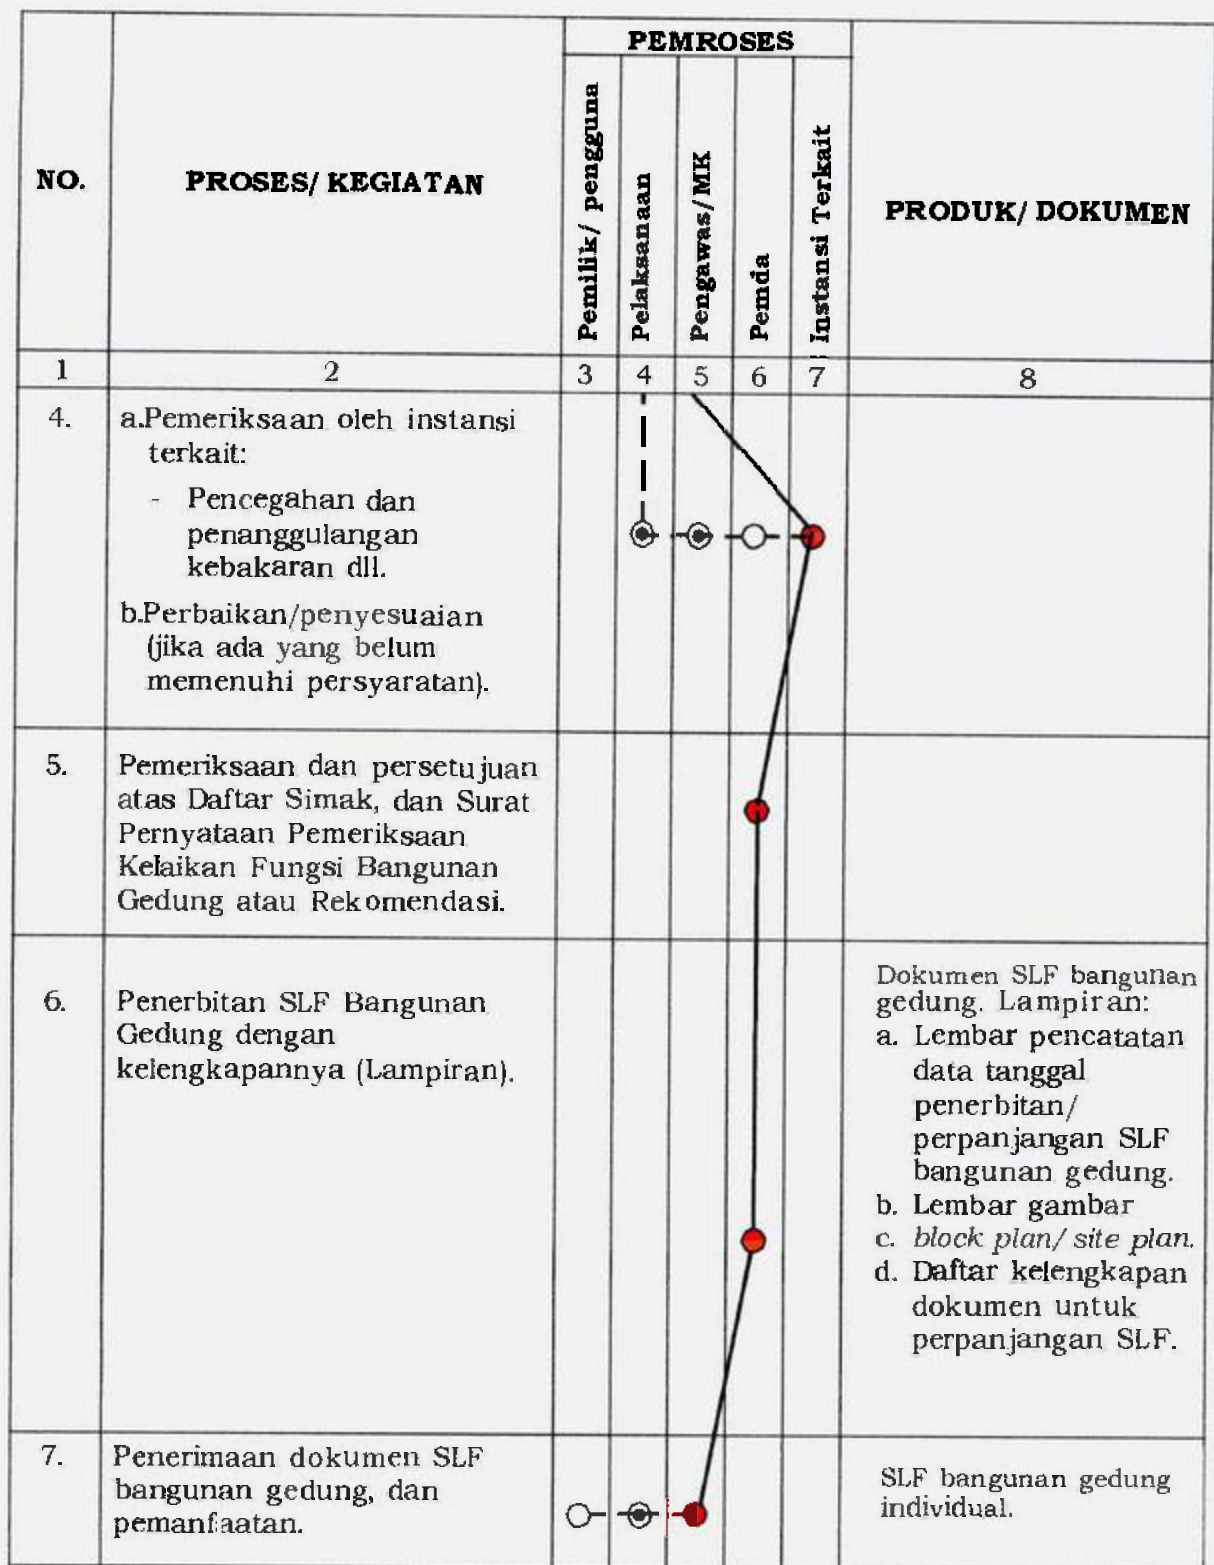 PEMROSES
NO.
PROSES/ KEGIATAN
Pemilik/ pengguna
Pelaksanaan
Pengawas/MK
Pemda
Instansi Terkait
PRODUK/ DOKUMEN
1 2 3 4 5 6 7 8
4. a.Pemeriksaan oleh instansi
terkait:
- Pencegahan dan
penanggulangan
kebakaran dll.
b.Perbaikan/penyesuaian
(jika ada yang belum
memenuhi persyaratan).
5. Pemeriksaan dan persetujuan
atas Daftar Simak, dan Surat
Pernyataan Pemeriksaan
Kelaikan Fungsi Bangunan
Gedung atau Rekomendasi.
6. Penerbitan SLF Bangunan
Gedung dengan
kelengkapannya (Lampiran).
Dokumen SLF bangunan
gedung. Lampiran:
a. Lembar pencatatan
data tanggal
penerbitan/
perpanjangan SLF
bangunan gedung.
b. Lembar gambar
c. block plan/ site plan.
d. Daftar kelengkapan
dokumen untuk
perpanjangan SLF.
7. Penerimaan dokumen SLF
bangunan gedung, dan
pemanfaatan.
SLF bangunan gedung
individual.